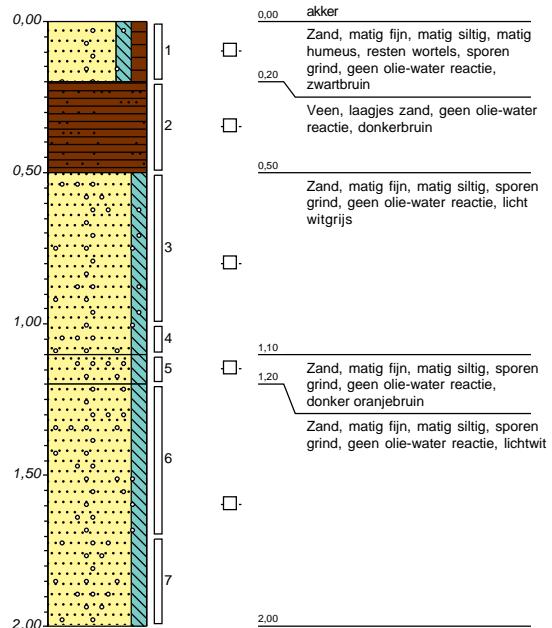 0,00
0,50
1,00
1,50
2,00
1
2
3
4
5
6
7
0,00
akker
Zand, matig fijn, matig siltig, matig
humeus, resten wortels, sporen
grind, geen olie-water reactie,
zwartbruin
0,20
Veen, laagjes zand, geen olie-water
reactie, donkerbruin
0,50
Zand, matig fijn, matig siltig, sporen
grind, geen olie-water reactie, licht
witgrijs
1,10
Zand, matig fijn, matig siltig, sporen
grind, geen olie-water reactie,
donker oranjebruin
1,20
Zand, matig fijn, matig siltig, sporen
grind, geen olie-water reactie, lichtwit
2,00